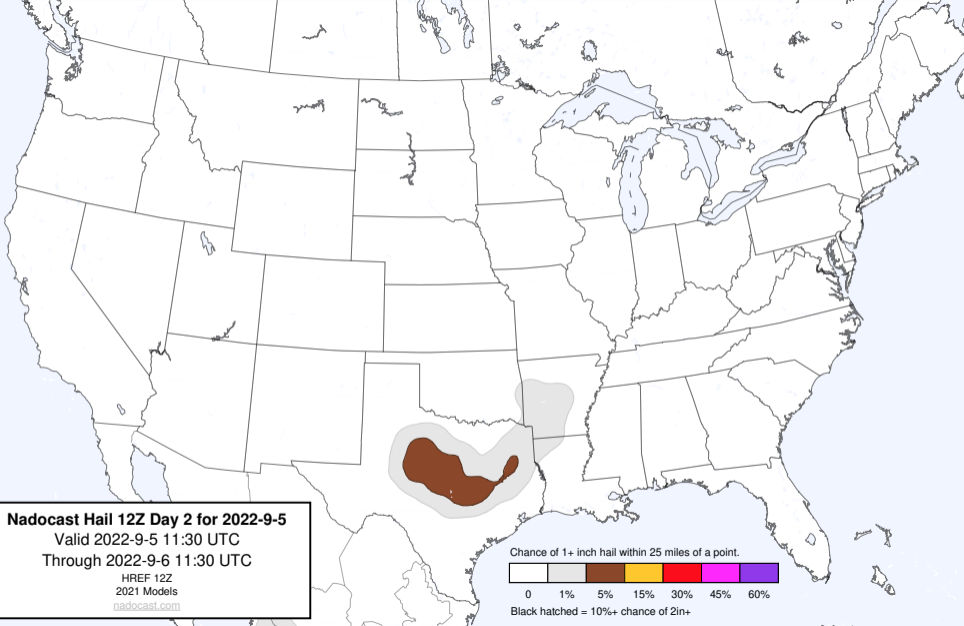 Nadocast Hail 12Z Day 2 for 2022-9-5
Valid 2022-9-5 11:30 UTC
Through 2022-9-6 11:30 UTC
HREF 12Z
2021 Models
nadocast.com
Chance of 1+ inch hail within 25 miles of a point.
0 1% 5% 15% 30% 45% 60%
Black hatched = 10%+ chance of 2in+